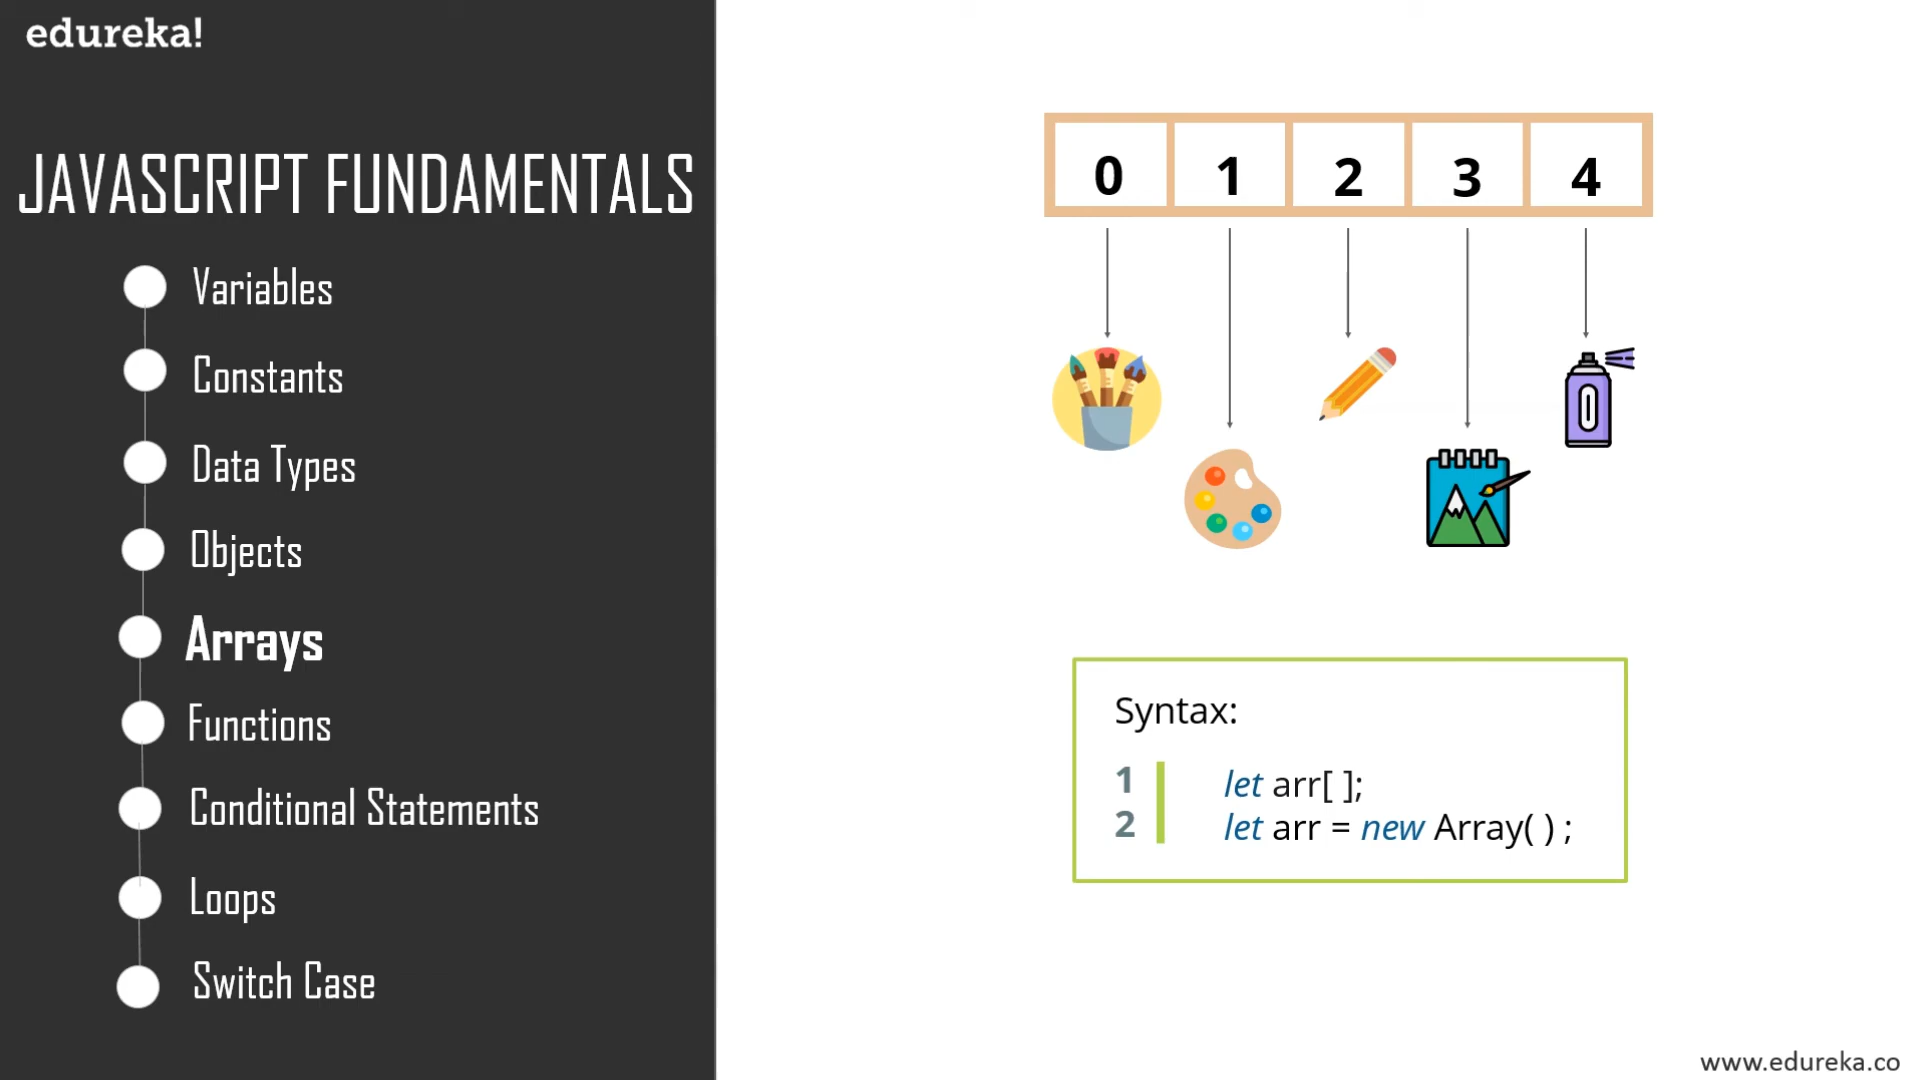 edureka!
JAVASCRIPT FUNDAMENTALS
Variables
Constants
Data Types
Objects
Arrays
Functions
Conditional Statements
Loops
Switch Case
0 1 2 3 4
Syntax:
1 let arr[ ];
2 let arr = new Array( ) ;
www.edureka.co